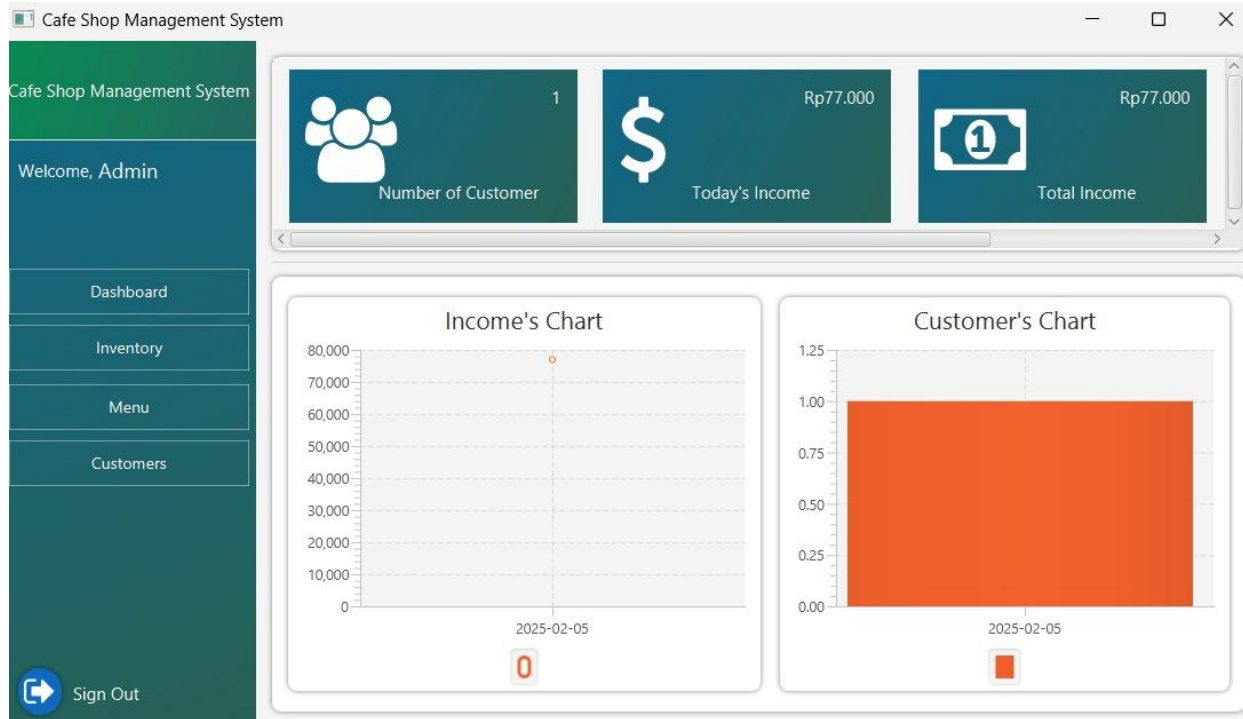 Cafe Shop Management System
Cafe Shop Management System
Welcome, Admin
Dashboard
Inventory
Menu
Customers
Sign Out
1
Number of Customer
Rp77.000
Today's Income
1
Rp77.000
Total Income
Income's Chart
80,000
70,000
60,000
50,000
40,000
30,000
20,000
10,000
0
2025-02-05
Customer's Chart
1.25
1.00
0.75
0.50
0.25
0.00
2025-02-05